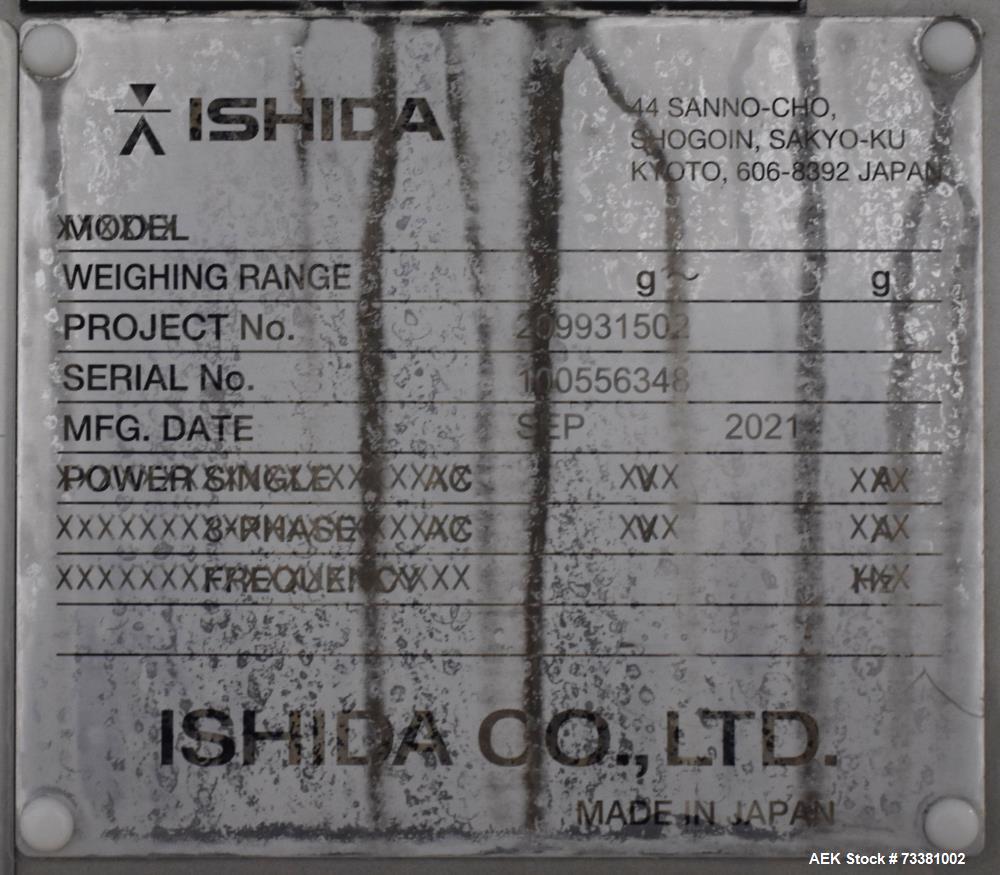 ISHIDA
44 SANNO-CHO,
SHOGOIN, SAKYO-KU
KYOTO, 606-8392 JAPAN
MODEL
WEIGHING RANGE g ~ g
PROJECT No. 209931502
SERIAL No. 100556348
MFG. DATE SEP 2021
POWER SINGLE AC V A
3-PHASE AC V A
FREQUENCY Hz
ISHIDA CO., LTD.
MADE IN JAPAN
AEK Stock # 73381002